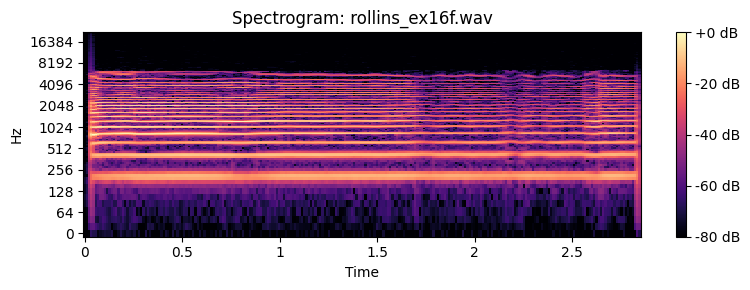 Spectrogram: rollins_ex16f.wav
16384
8192
4096
2048
1024
512
256
128
64
0
Hz
0
0.5
1
1.5
2
2.5
Time
+0 dB
-20 dB
-40 dB
-60 dB
-80 dB